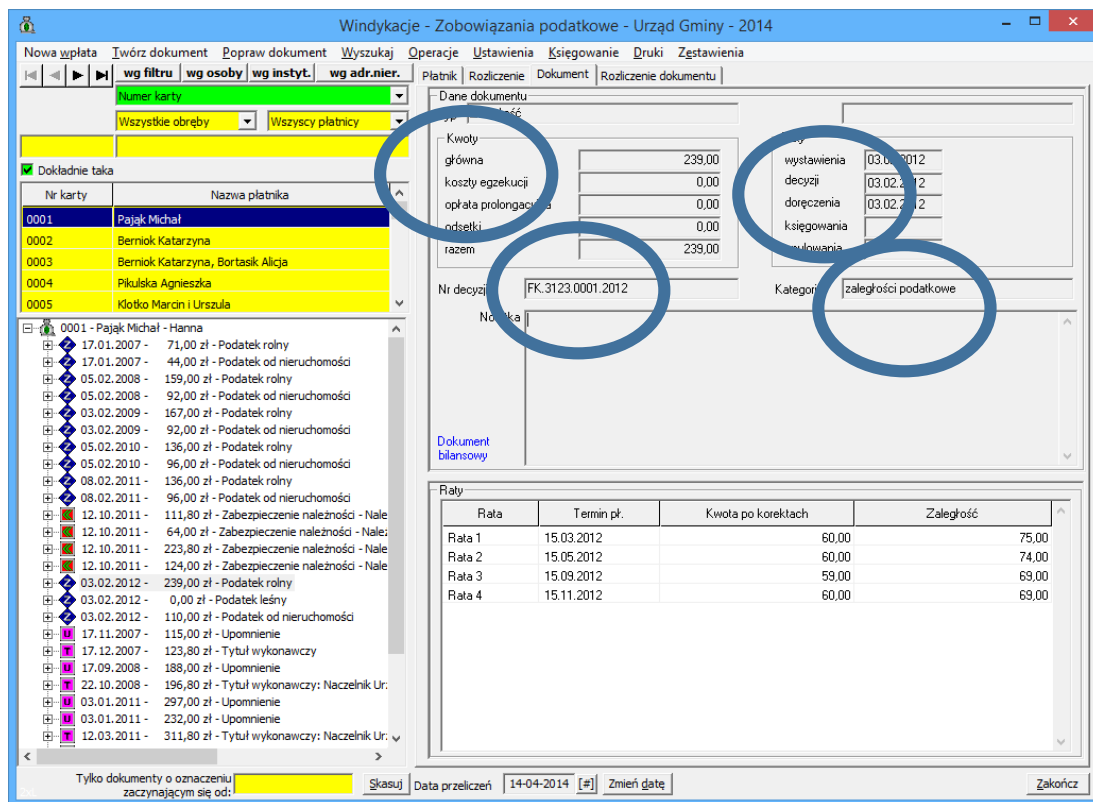 Windykacje - Zobowiązania podatkowe - Urząd Gminy - 2014
Nowa wpłata Twórz dokument Popraw dokument Wyszukaj Operacje Ustawienia Księgowanie Druki Zestawienia
wg filtru wg osoby wg instyt. wg adr.nier.
Numer karty
Wszystkie obręby Wszyscy płatnicy
Dokładnie taka
Nr karty Nazwa płatnika
0001 Pająk Michał
0002 Berniok Katarzyna
0003 Berniok Katarzyna, Bortasik Alicja
0004 Pikulska Agnieszka
0005 Klotko Marcin i Urszula
0001 - Pająk Michał - Hanna
17.01.2007 - 71,00 zł - Podatek rolny
17.01.2007 - 44,00 zł - Podatek od nieruchomości
05.02.2008 - 159,00 zł - Podatek rolny
05.02.2008 - 92,00 zł - Podatek od nieruchomości
03.02.2009 - 167,00 zł - Podatek rolny
03.02.2009 - 92,00 zł - Podatek od nieruchomości
05.02.2010 - 136,00 zł - Podatek rolny
05.02.2010 - 96,00 zł - Podatek od nieruchomości
08.02.2011 - 136,00 zł - Podatek rolny
08.02.2011 - 96,00 zł - Podatek od nieruchomości
12.10.2011 - 111,80 zł - Zabezpieczenie należności - Nale
12.10.2011 - 64,00 zł - Zabezpieczenie należności - Należ
12.10.2011 - 223,80 zł - Zabezpieczenie należności - Nale
12.10.2011 - 124,00 zł - Zabezpieczenie należności - Nale
03.02.2012 - 239,00 zł - Podatek rolny
03.02.2012 - 0,00 zł - Podatek leśny
03.02.2012 - 110,00 zł - Podatek od nieruchomości
17.11.2007 - 115,00 zł - Upomnienie
17.12.2007 - 123,80 zł - Tytuł wykonawczy
17.09.2008 - 188,00 zł - Upomnienie
22.10.2008 - 196,80 zł - Tytuł wykonawczy: Naczelnik Ur:
03.01.2011 - 297,00 zł - Upomnienie
03.01.2011 - 232,00 zł - Upomnienie
12.03.2011 - 311,80 zł - Tytuł wykonawczy: Naczelnik Ur:
Tylko dokumenty o oznaczeniu
zaczynającym się od:
Skasuj
Płatnik Rozliczenie Dokument Rozliczenie dokumentu
Dane dokumentu
Kwoty
główna 239,00
koszty egzekucji 0,00
opłata prolongacyjna 0,00
odsetki 0,00
razem 239,00
wystawienia 03.02.2012
decyzji 03.02.2012
doręczenia 03.02.2012
księgowania
Nr decyzji FK.3123.0001.2012
Kategoria zaległości podatkowe
Notatka
Dokument
bilansowy
Raty
Rata Termin pł. Kwota po korektach Zaległość
Rata 1 15.03.2012 60,00 75,00
Rata 2 15.05.2012 60,00 74,00
Rata 3 15.09.2012 59,00 69,00
Rata 4 15.11.2012 60,00 69,00
Data przeliczeń 14-04-2014 [#] Zmień datę Zakończ